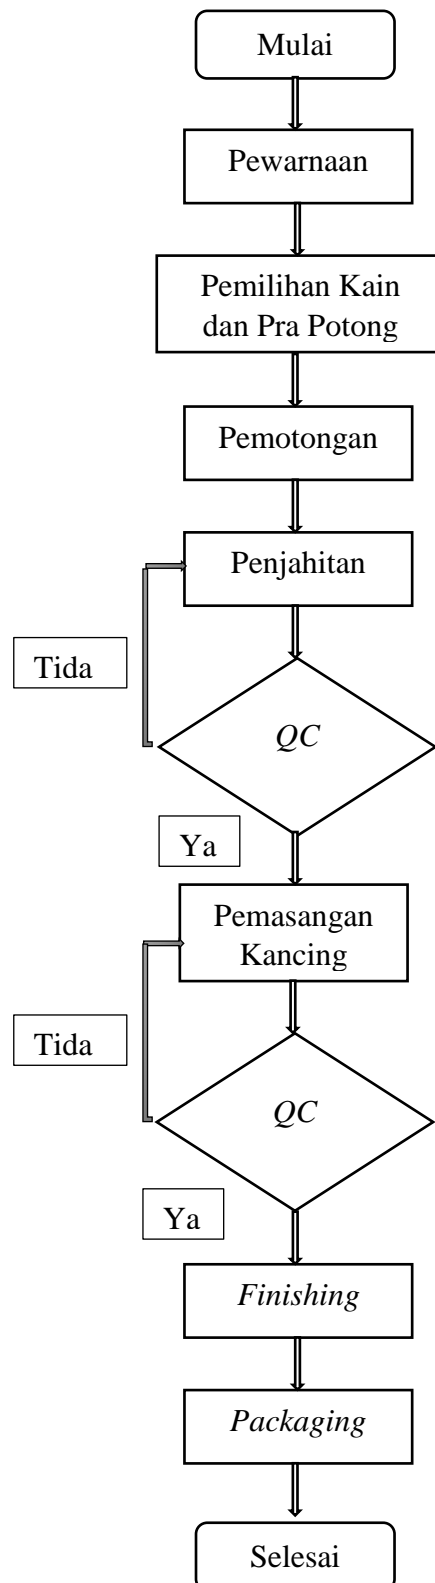 Mulai
Pewarnaan
Pemilihan Kain
dan Pra Potong
Pemotongan
Penjahitan
Tida
QC
Ya
Pemasangan
Kancing
Tida
QC
Ya
Finishing
Packaging
Selesai